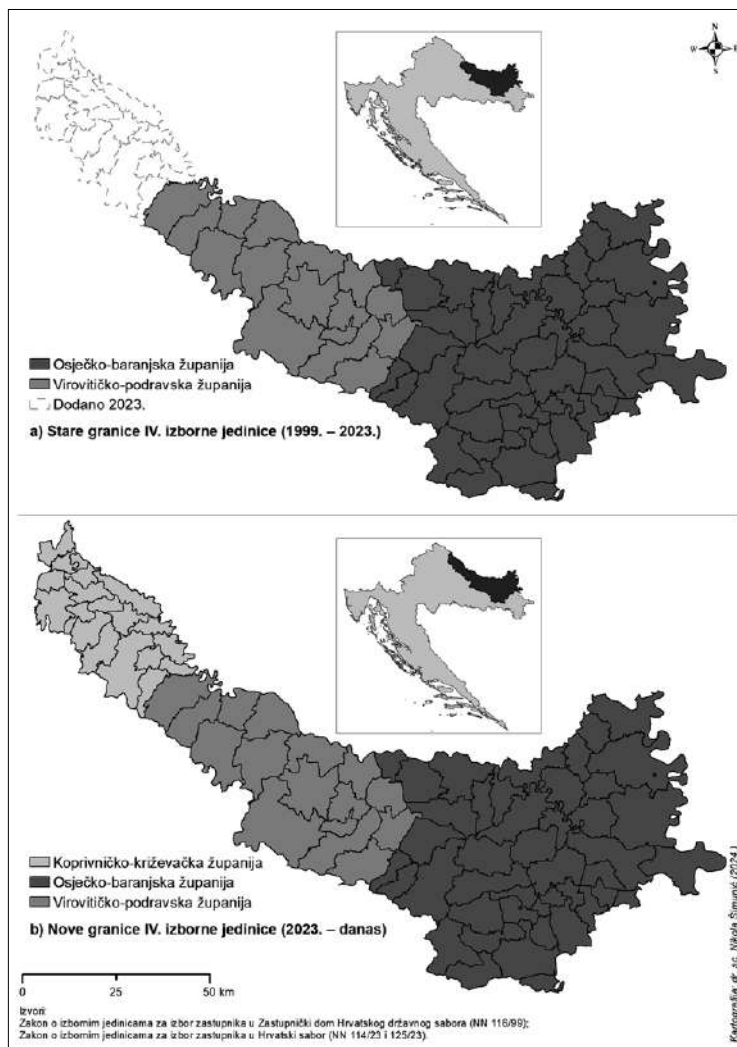 N
W E
S
Osječko-baranjska županija
Virovitičko-podravska županija
Dodano 2023.
a) Stare granice IV. izborne jedinice (1999. – 2023.)
Koprivničko-križevačka županija
Osječko-baranjska županija
Virovitičko-podravska županija
b) Nove granice IV. izborne jedinice (2023. – danas)
0 25 50 km
Izvori:
Zakon o izbornim jedinicama za izbor zastupnika u Zastupnički dom Hrvatskog državnog sabora (NN 116/99);
Zakon o izbornim jedinicama za izbor zastupnika u Hrvatski sabor (NN 114/23 i 125/23).
Kartografija: dr. sc. Nikola Šimunić (2024.)